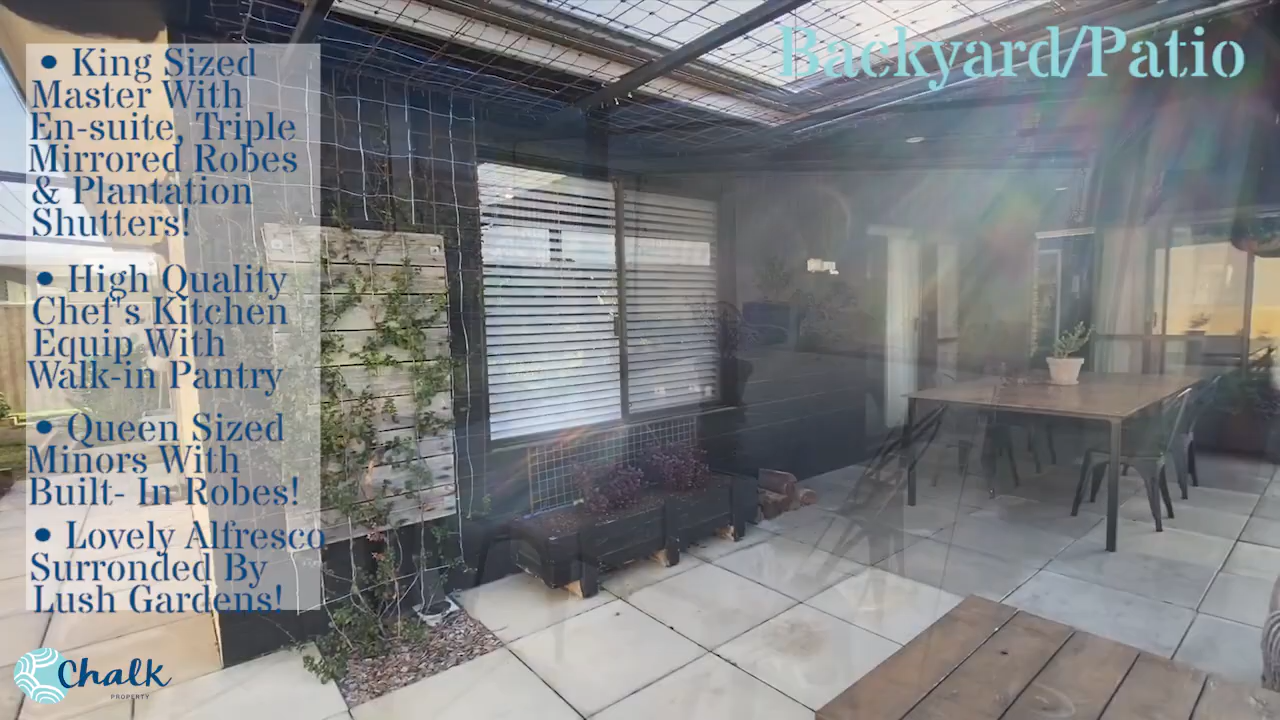 Backyard/Patio
• King Sized
Master With
En-suite, Triple
Mirrored Robes
& Plantation
Shutters!
• High Quality
Chef's Kitchen
Equip With
Walk-in Pantry
• Queen Sized
Minors With
Built- In Robes!
• Lovely Alfresco
Surronded By
Lush Gardens!
Chalk
PROPERTY